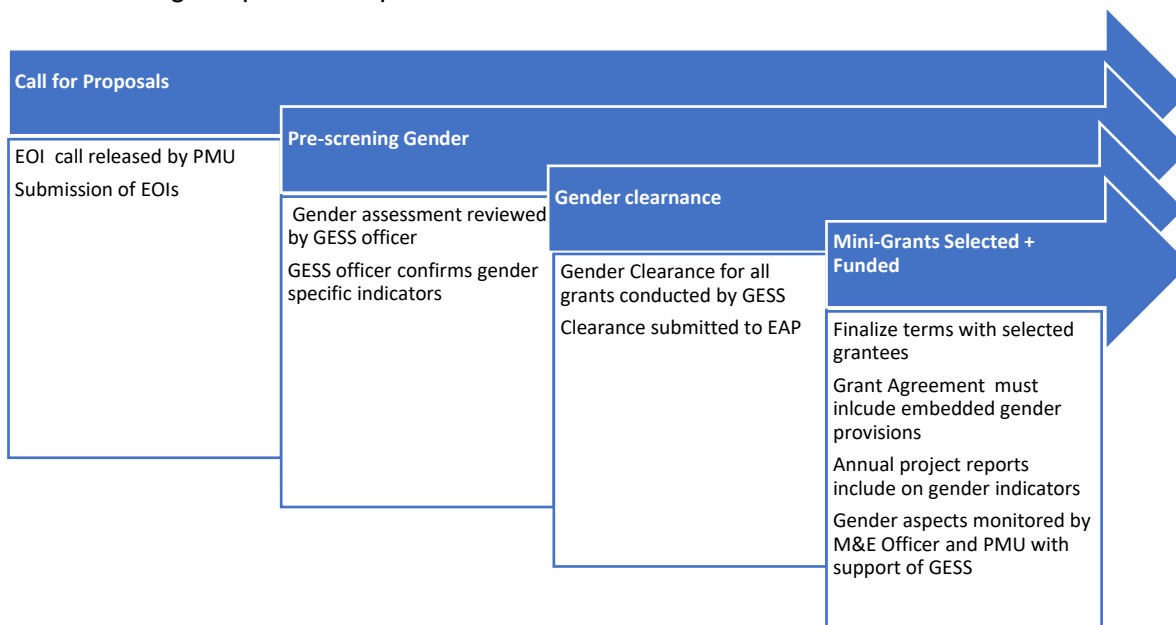 Call for Proposals
EOI call released by PMU
Submission of EOIs
Pre-screning Gender
Gender assessment reviewed
by GESS officer
GESS officer confirms gender
specific indicators
Gender clearnance
Gender Clearance for all
grants conducted by GESS
Clearance submitted to EAP
Mini-Grants Selected +
Funded
Finalize terms with selected
grantees
Grant Agreement must
inlcude embedded gender
provisions
Annual project reports
include on gender indicators
Gender aspects monitored by
M&E Officer and PMU with
support of GESS